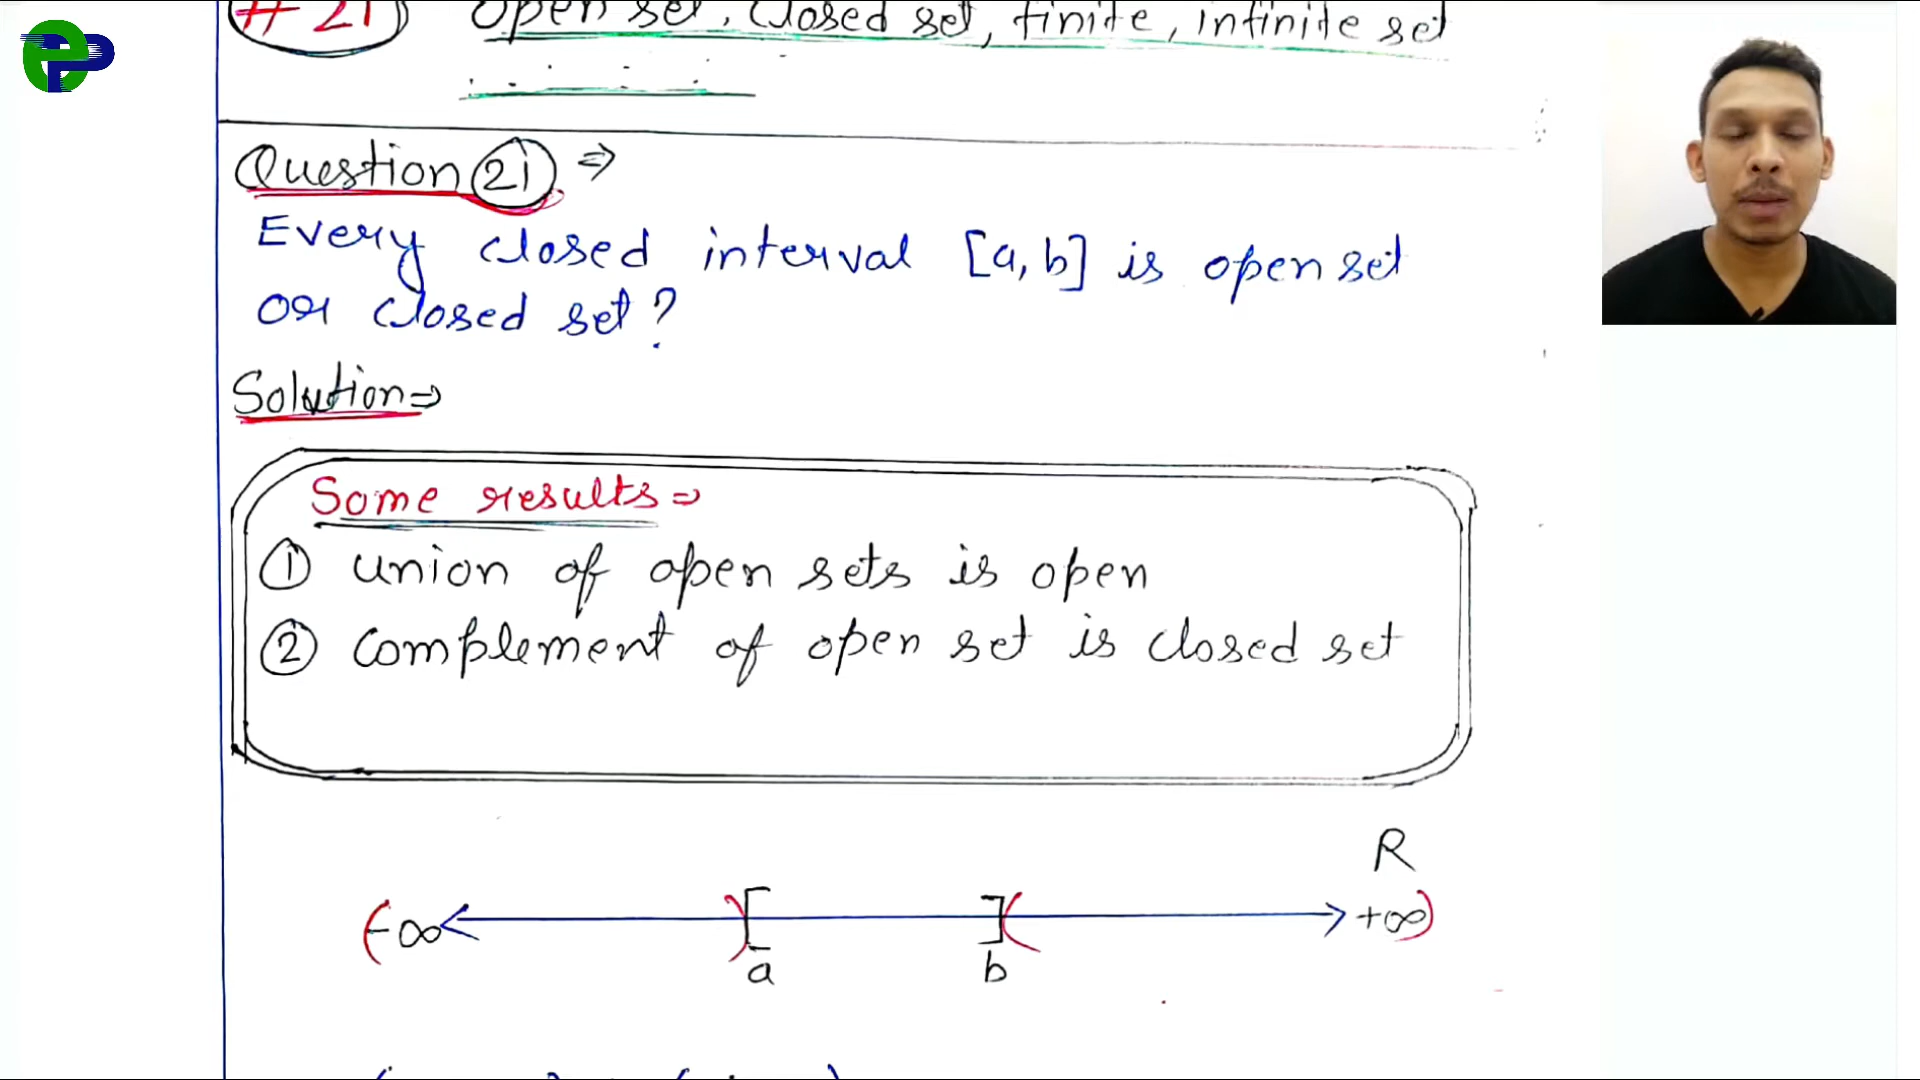 eP
# 21 Open set, closed set, finite, infinite set
Question 21 ⇒
Every closed interval [a, b] is open set
or closed set?
Solution ⇒
Some results ⇒
① union of open sets is open
② complement of open set is closed set
R
(-∞ ) [ ] ( +∞)
a b